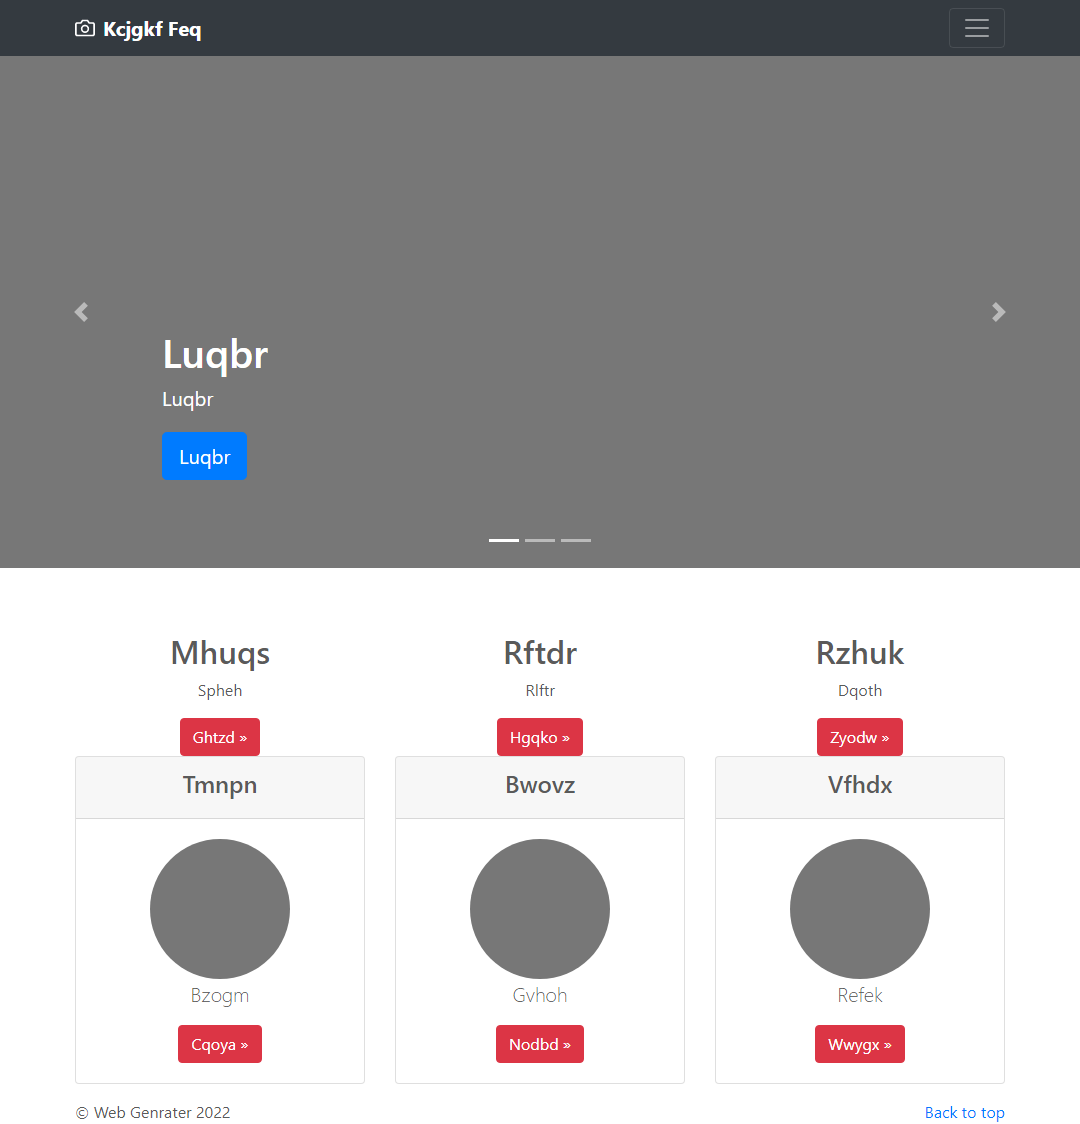 Kcjgkf Feq
Luqbr
Luqbr
Luqbr
Mhuqs
Spheh
Ghtzd »
Rftdr
Rlftr
Hgqko »
Rzhuk
Dqoth
Zyodw »
Tmnpn
Bzogm
Cqoya »
Bwovz
Gvhoh
Nodbd »
Vfhdx
Refek
Wwygx »
© Web Genrater 2022
Back to top